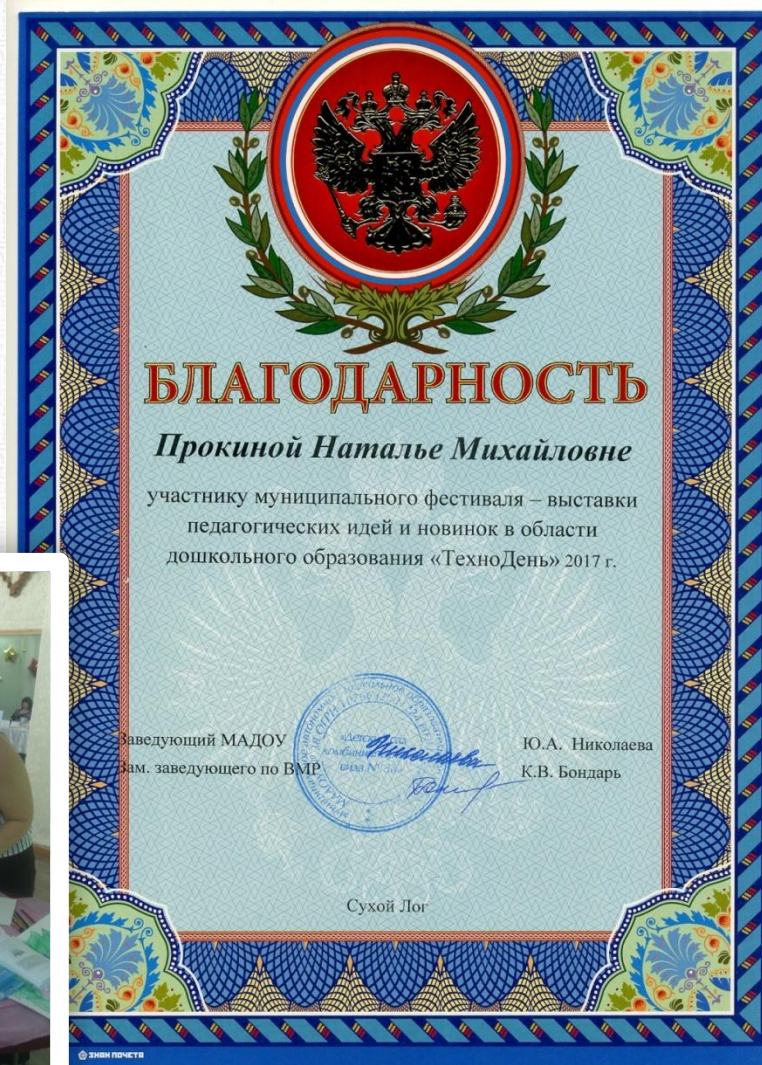 БЛАГОДАРНОСТЬ
Прокиной Наталье Михайловне
участнику муниципального фестиваля – выставки
педагогических идей и новинок в области
дошкольного образования «ТехноДень» 2017 г.
Заведующий МАДОУ Ю.А. Николаева
Зам. заведующего по ВМР К.В. Бондарь
Сухой Лог
ЗНАК ПОЧЕТА